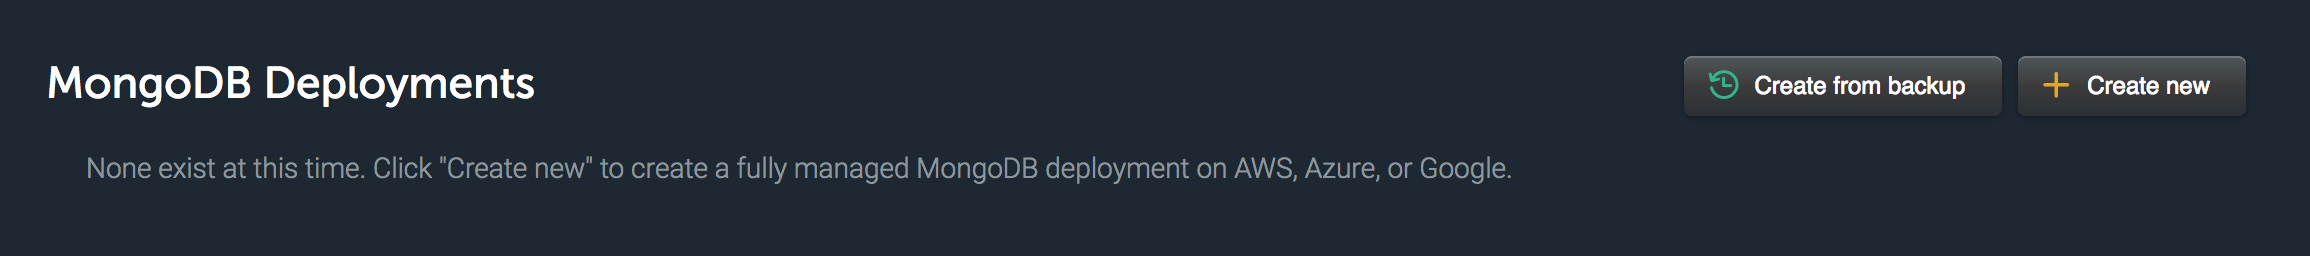 MongoDB Deployments
Create from backup
Create new
None exist at this time. Click "Create new" to create a fully managed MongoDB deployment on AWS, Azure, or Google.